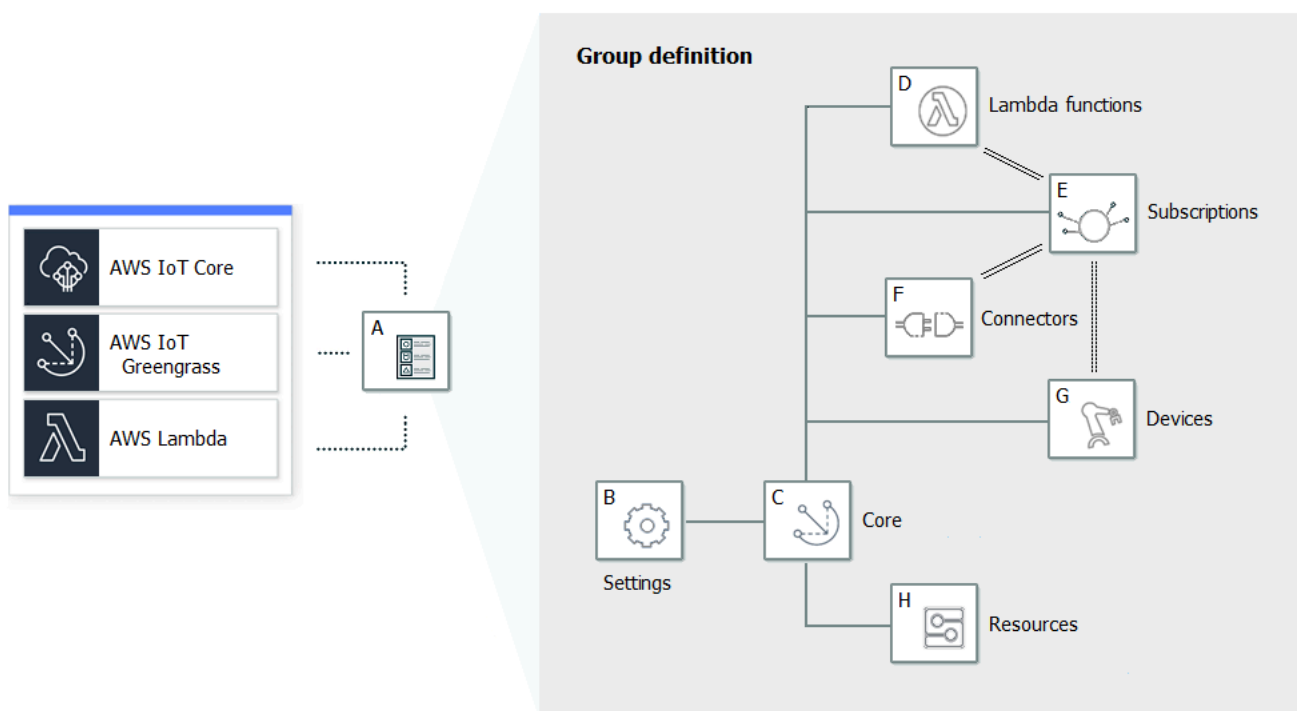 Group definition
D
Lambda functions
E
Subscriptions
AWS IoT Core
F
Connectors
A
AWS IoT
Greengrass
G
Devices
AWS Lambda
B
C
Core
Settings
H
Resources